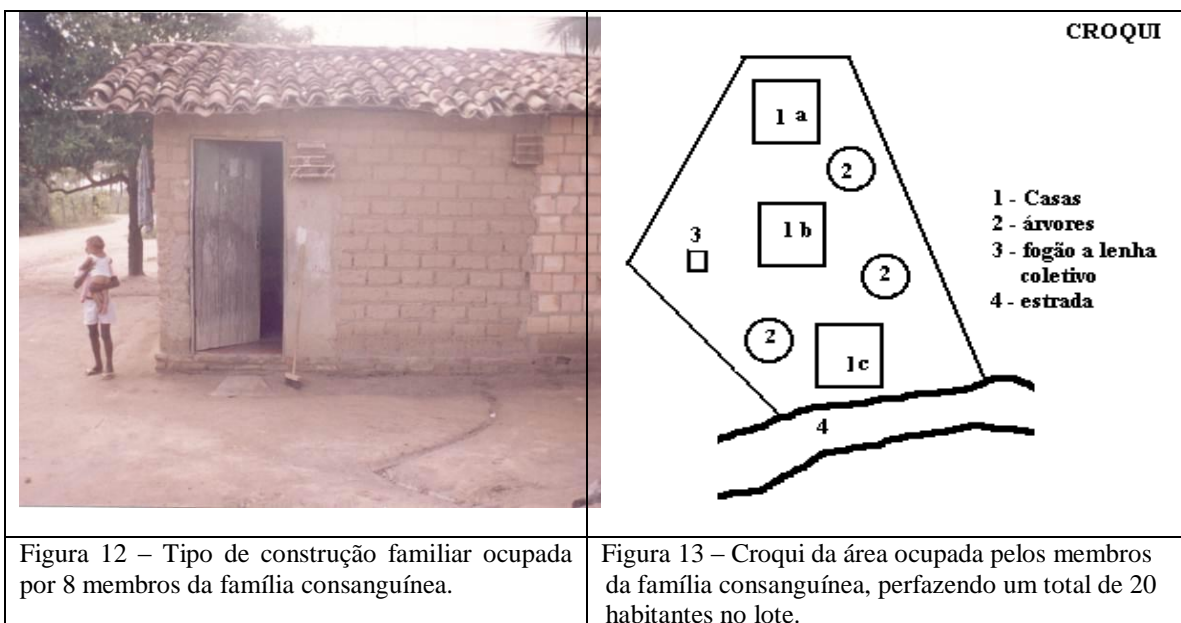 CROQUI
1 a
2
1 b
3
2
2
1c
4
1 - Casas
2 - árvores
3 - fogão a lenha
coletivo
4 - estrada
Figura 12 – Tipo de construção familiar ocupada
por 8 membros da família consanguínea.
Figura 13 – Croqui da área ocupada pelos membros
da família consanguínea, perfazendo um total de 20
habitantes no lote.